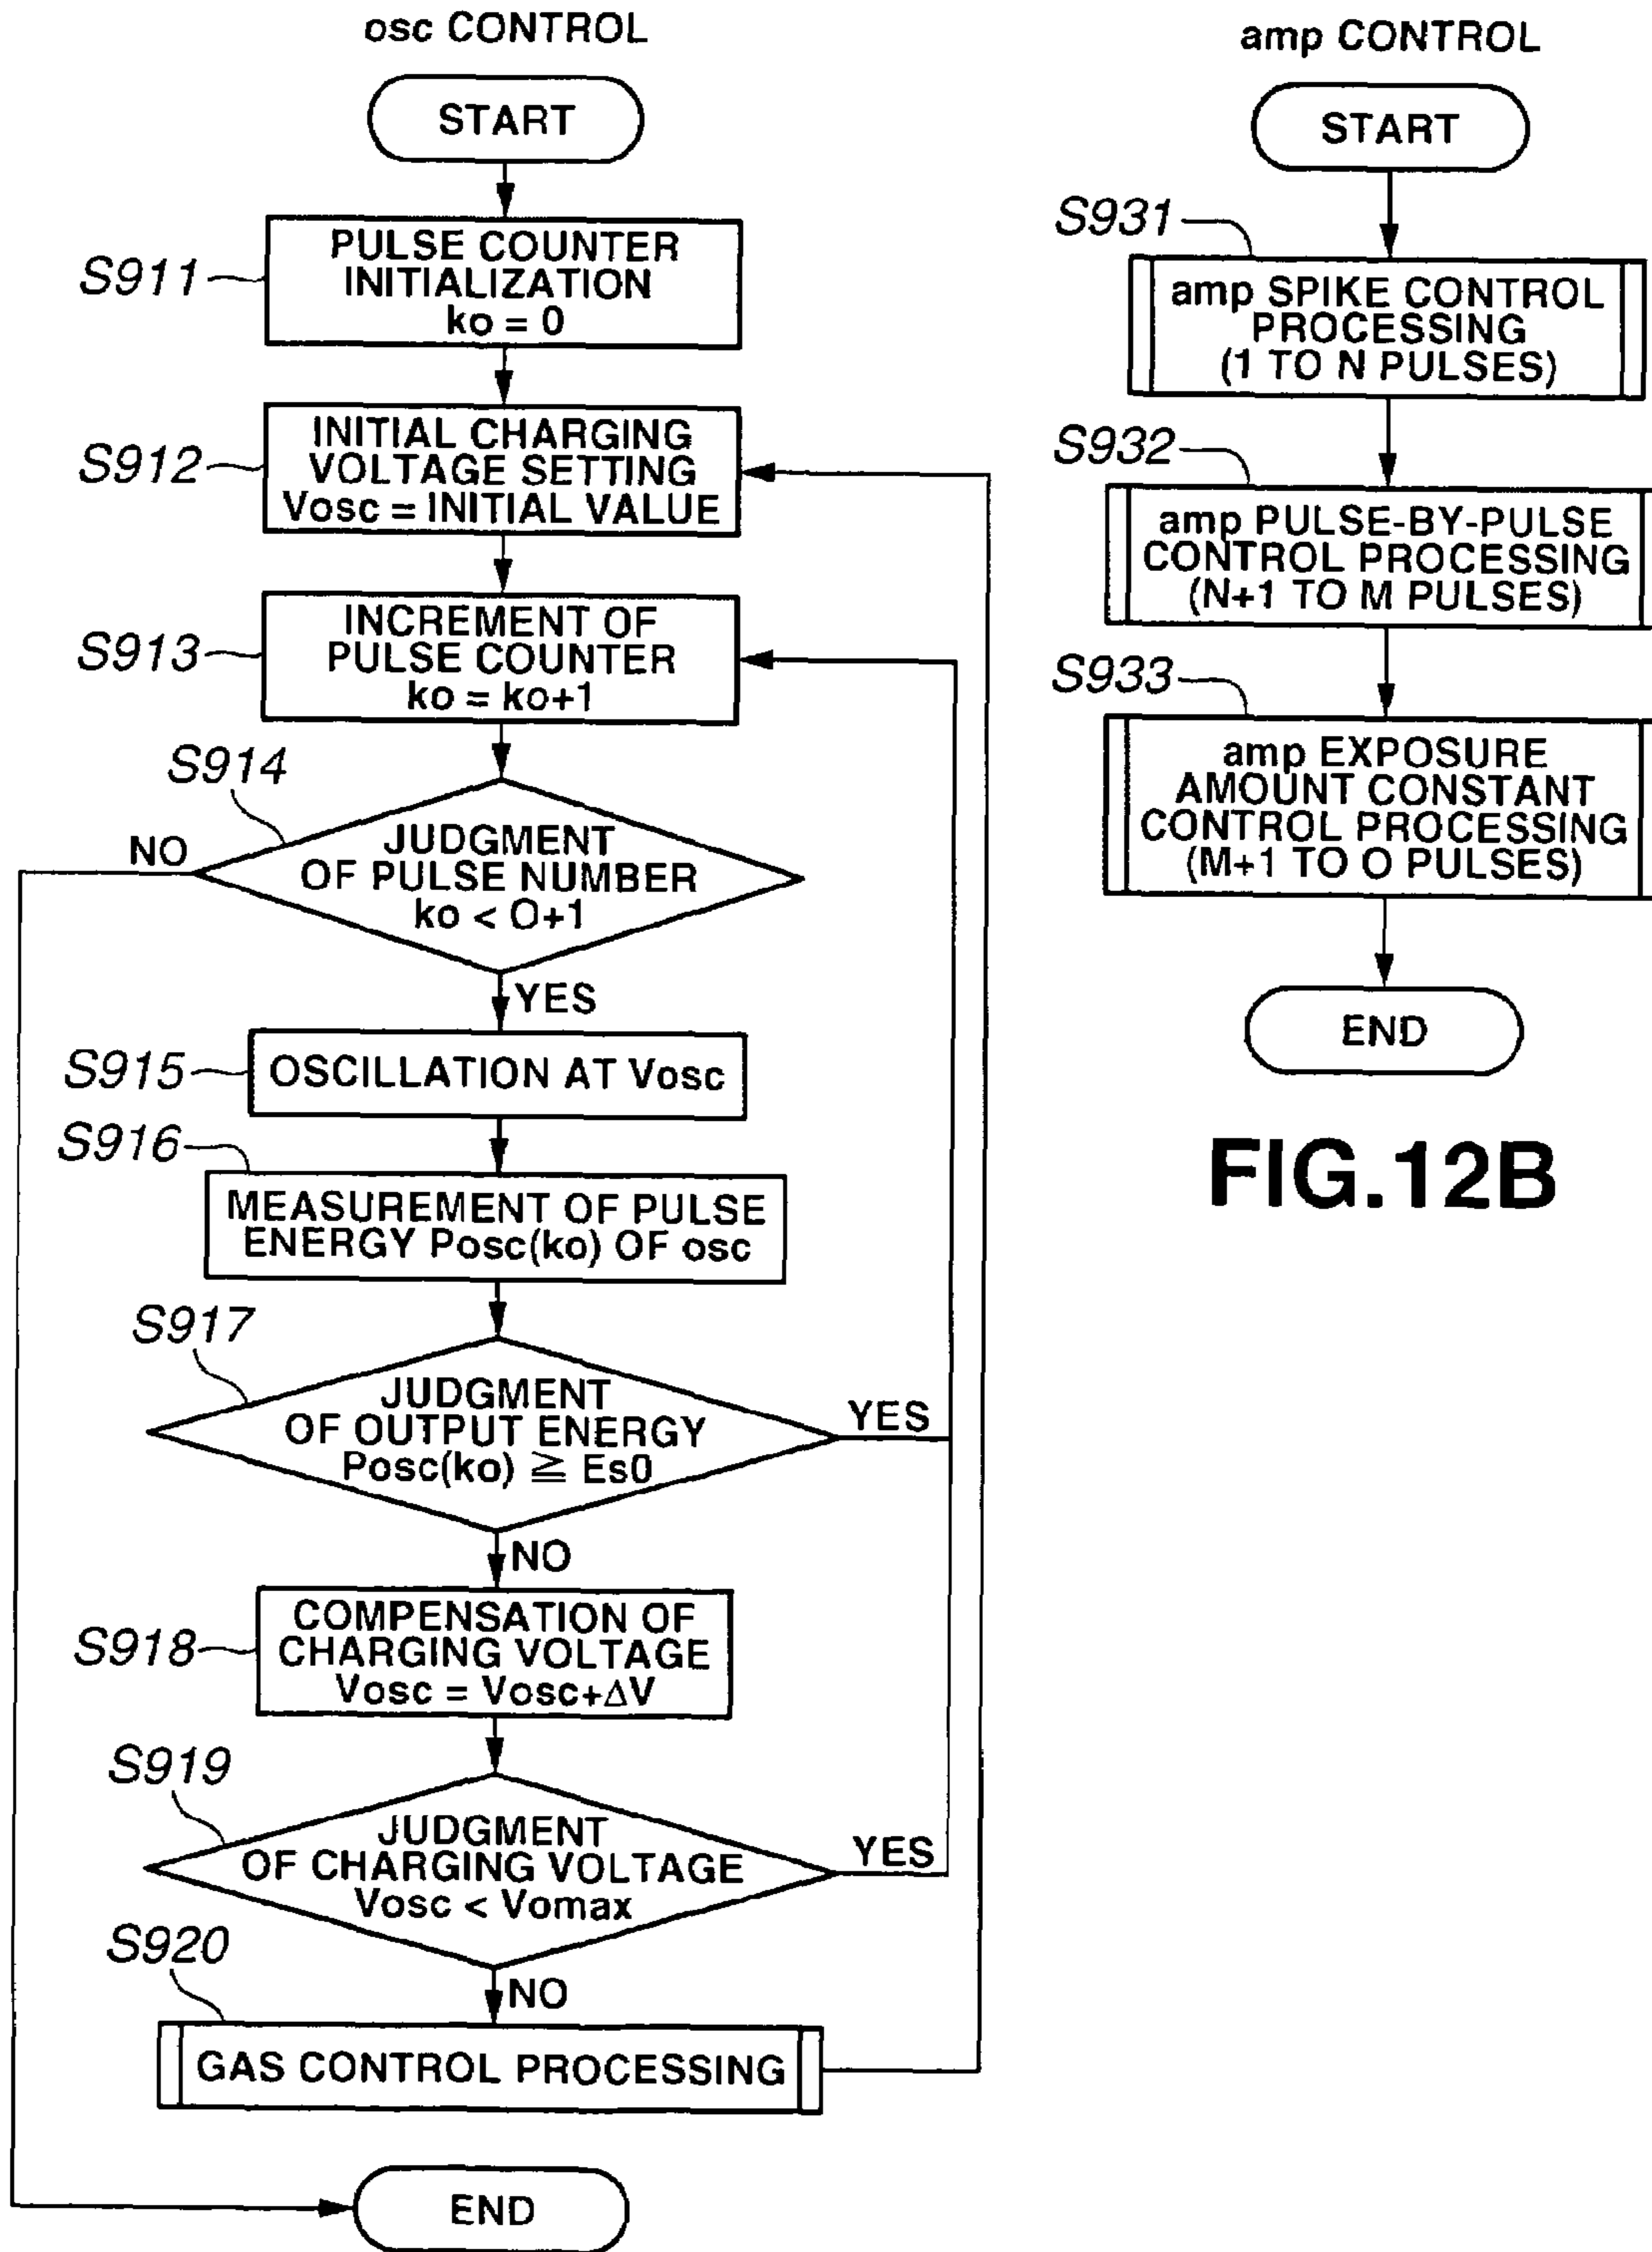 osc CONTROL
START
S911
PULSE COUNTER
INITIALIZATION
ko = 0
S912
INITIAL CHARGING
VOLTAGE SETTING
Vosc = INITIAL VALUE
S913
INCREMENT OF
PULSE COUNTER
ko = ko+1
S914
NO
JUDGMENT
OF PULSE NUMBER
ko < O+1
YES
S915
OSCILLATION AT Vosc
S916
MEASUREMENT OF PULSE
ENERGY Posc(ko) OF osc
S917
JUDGMENT
OF OUTPUT ENERGY
Posc(ko) ≧ Es0
YES
NO
S918
COMPENSATION OF
CHARGING VOLTAGE
Vosc = Vosc+ΔV
S919
JUDGMENT
OF CHARGING VOLTAGE
Vosc < Vomax
YES
NO
S920
GAS CONTROL PROCESSING
END
amp CONTROL
START
S931
amp SPIKE CONTROL
PROCESSING
(1 TO N PULSES)
S932
amp PULSE-BY-PULSE
CONTROL PROCESSING
(N+1 TO M PULSES)
S933
amp EXPOSURE
AMOUNT CONSTANT
CONTROL PROCESSING
(M+1 TO O PULSES)
END
FIG.12B